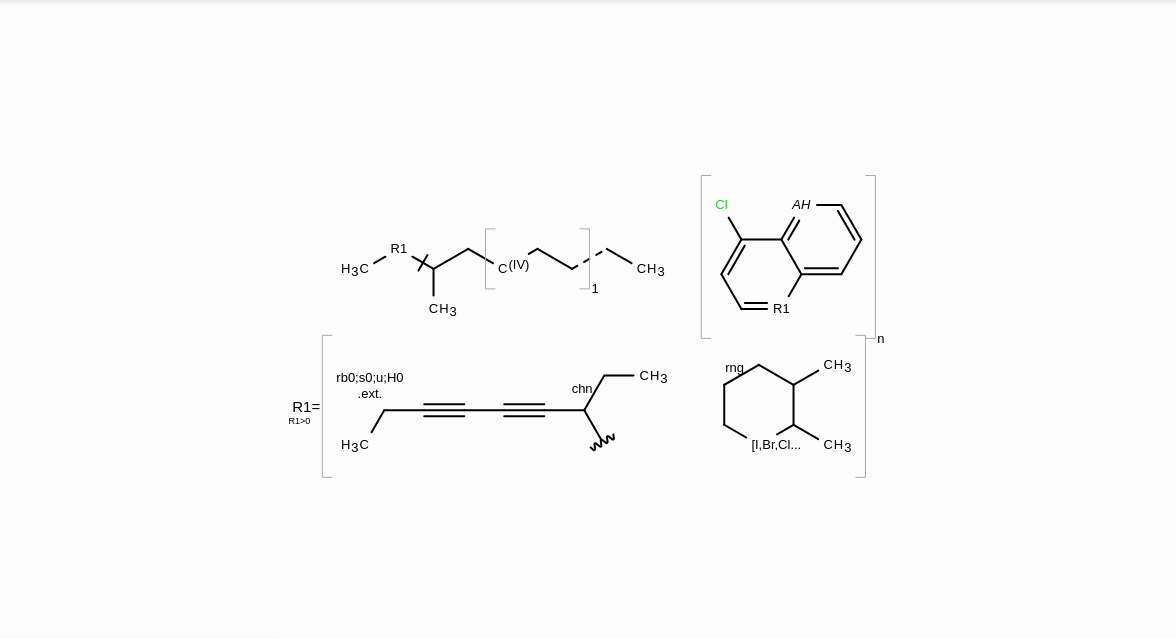 Cl
AH
R1
H3C
C(IV)
CH3
1
CH3
R1
n
rng
CH3
rb0;s0;u;H0
.ext.
chn
CH3
R1=
R1>0
H3C
[I,Br,Cl...
CH3